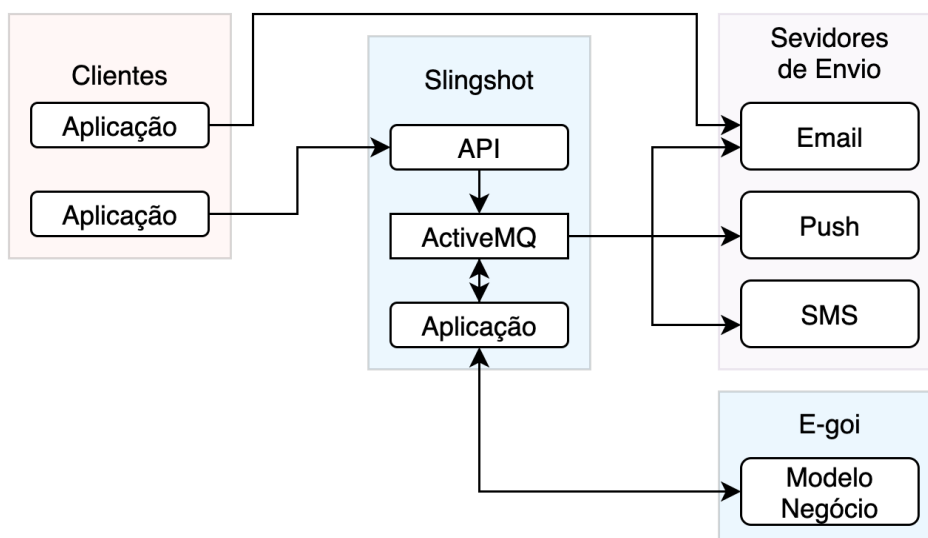 Clientes
Aplicação
Aplicação
Slingshot
API
ActiveMQ
Aplicação
Sevidores
de Envio
Email
Push
SMS
E-goi
Modelo
Negócio